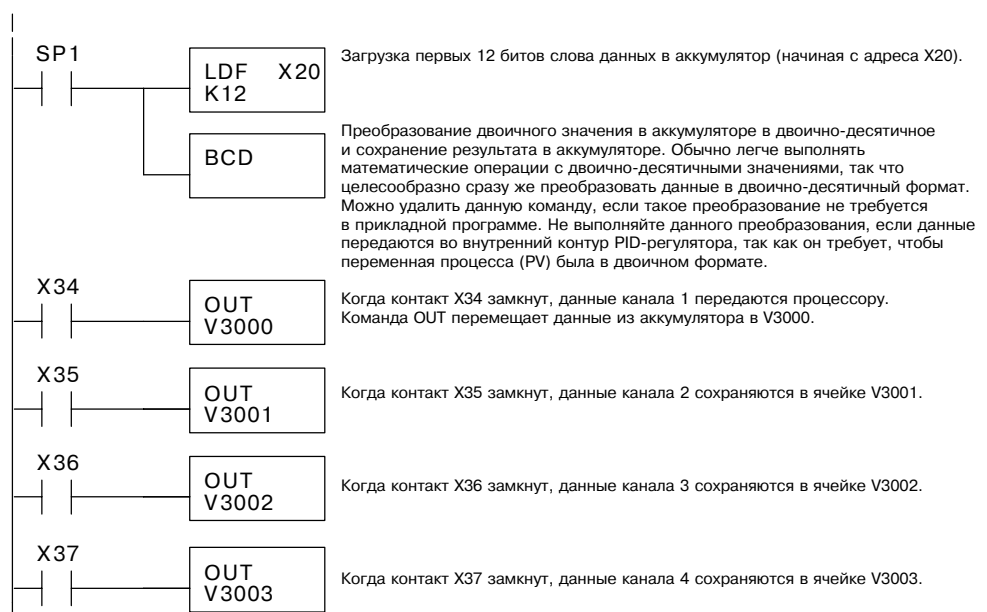 SP1
LDF X20
K12
Загрузка первых 12 битов слова данных в аккумулятор (начиная с адреса X20).
BCD
Преобразование двоичного значения в аккумуляторе в двоично-десятичное
и сохранение результата в аккумуляторе. Обычно легче выполнять
математические операции с двоично-десятичными значениями, так что
целесообразно сразу же преобразовать данные в двоично-десятичный формат.
Можно удалить данную команду, если такое преобразование не требуется
в прикладной программе. Не выполняйте данного преобразования, если данные
передаются во внутренний контур PID-регулятора, так как он требует, чтобы
переменная процесса (PV) была в двоичном формате.
X34
OUT
V3000
Когда контакт X34 замкнут, данные канала 1 передаются процессору.
Команда OUT перемещает данные из аккумулятора в V3000.
X35
OUT
V3001
Когда контакт X35 замкнут, данные канала 2 сохраняются в ячейке V3001.
X36
OUT
V3002
Когда контакт X36 замкнут, данные канала 3 сохраняются в ячейке V3002.
X37
OUT
V3003
Когда контакт X37 замкнут, данные канала 4 сохраняются в ячейке V3003.